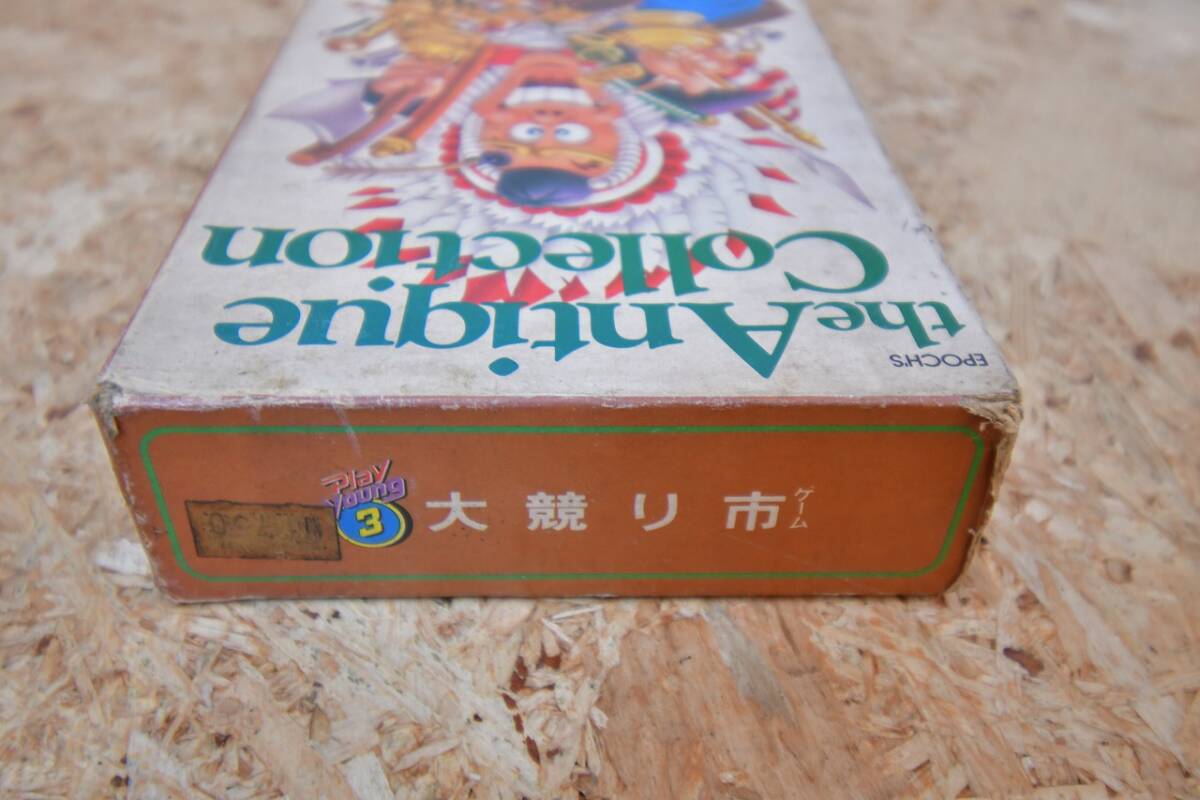 EPOCH'S
the Antique
Collection
Play
Young
3
大競り市ゲーム